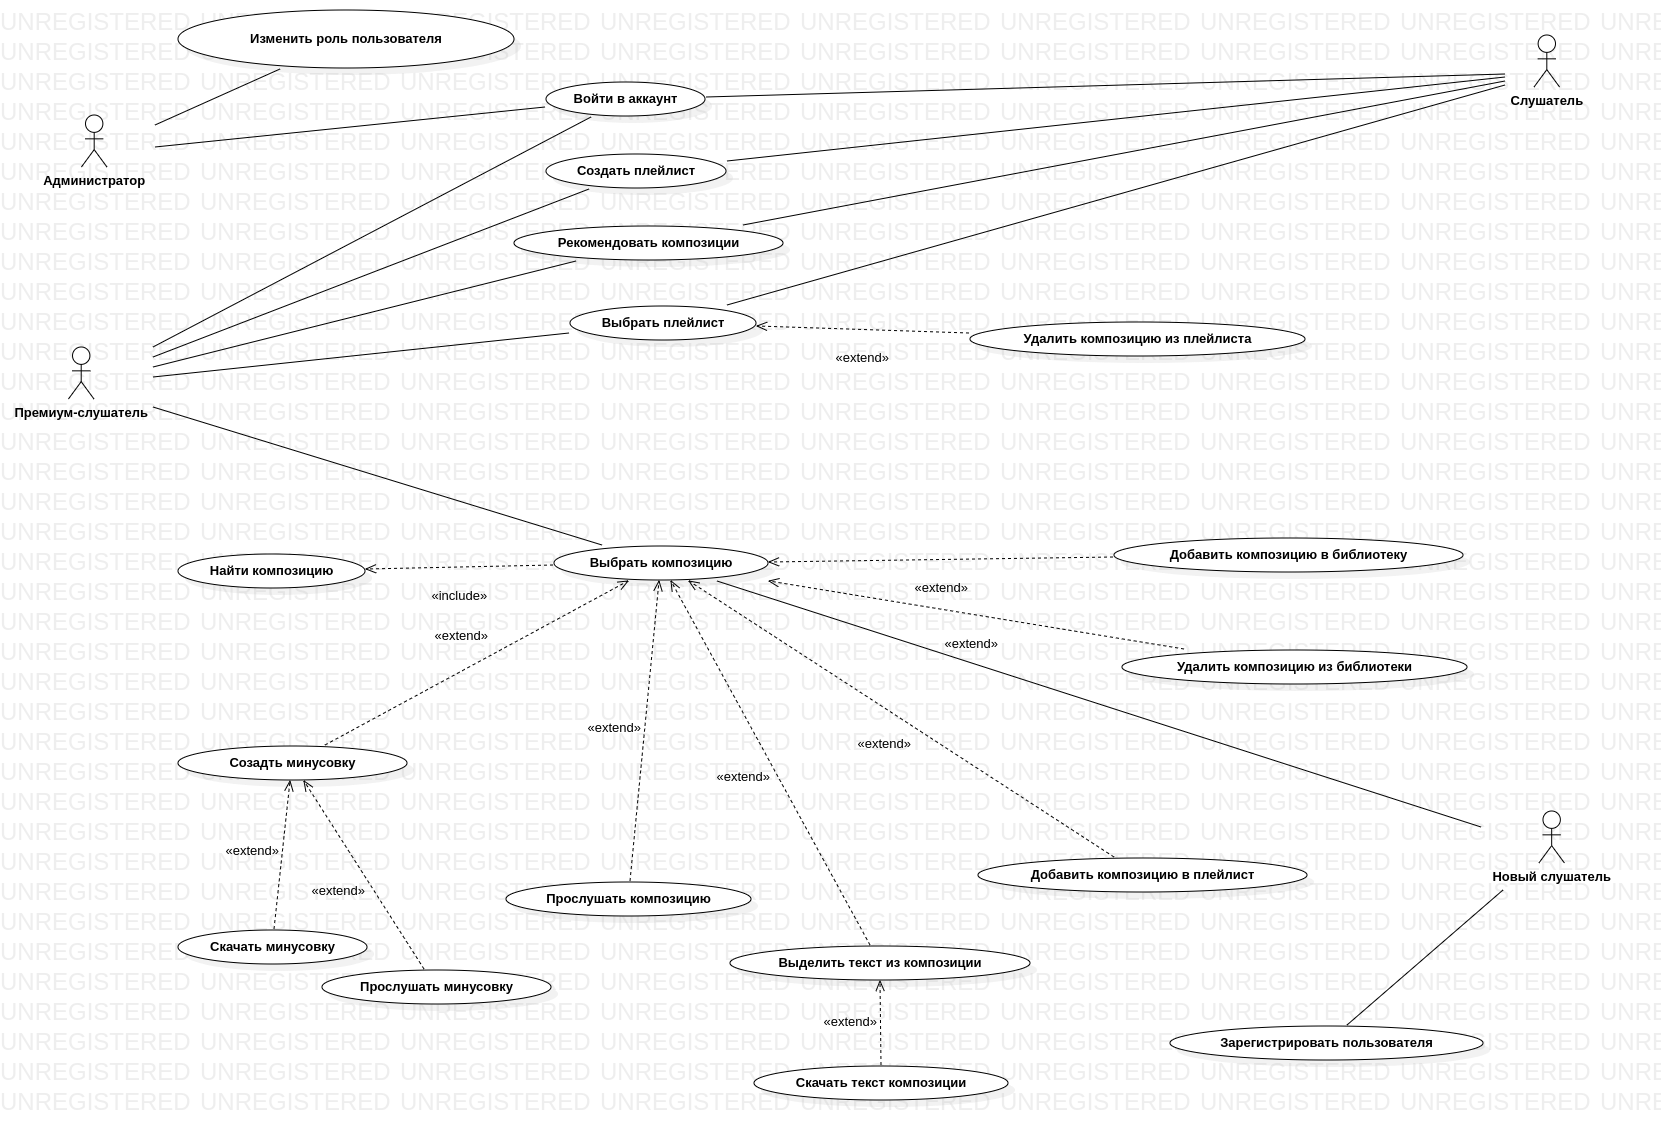 Изменить роль пользователя
Войти в аккаунт
Слушатель
Администратор
Создать плейлист
Рекомендовать композиции
Выбрать плейлист
Удалить композицию из плейлиста
«extend»
Премиум-слушатель
Найти композицию
Выбрать композицию
Добавить композицию в библиотеку
«include»
«extend»
«extend»
«extend»
Удалить композицию из библиотеки
«extend»
«extend»
Созадть минусовку
«extend»
«extend»
«extend»
Прослушать композицию
Добавить композицию в плейлист
Новый слушатель
Скачать минусовку
Прослушать минусовку
Выделить текст из композиции
«extend»
Зарегистрировать пользователя
Скачать текст композиции
UNREGISTERED